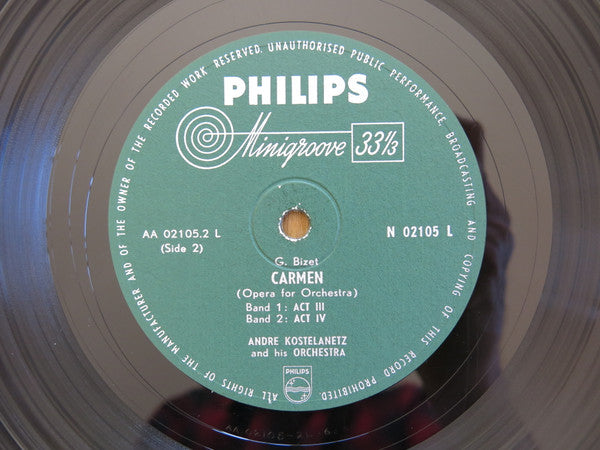 ALL RIGHTS OF THE MANUFACTURER AND OF THE OWNER OF THE RECORDED WORK RESERVED. UNAUTHORISED PUBLIC PERFORMANCE, BROADCASTING AND COPYING OF THIS RECORD PROHIBITED.
PHILIPS
Minigroove 33⅓
AA 02105.2 L
(Side 2)
N 02105 L
G. Bizet
CARMEN
(Opera for Orchestra)
Band 1: ACT III
Band 2: ACT IV
ANDRE KOSTELANETZ
and his ORCHESTRA
PHILIPS